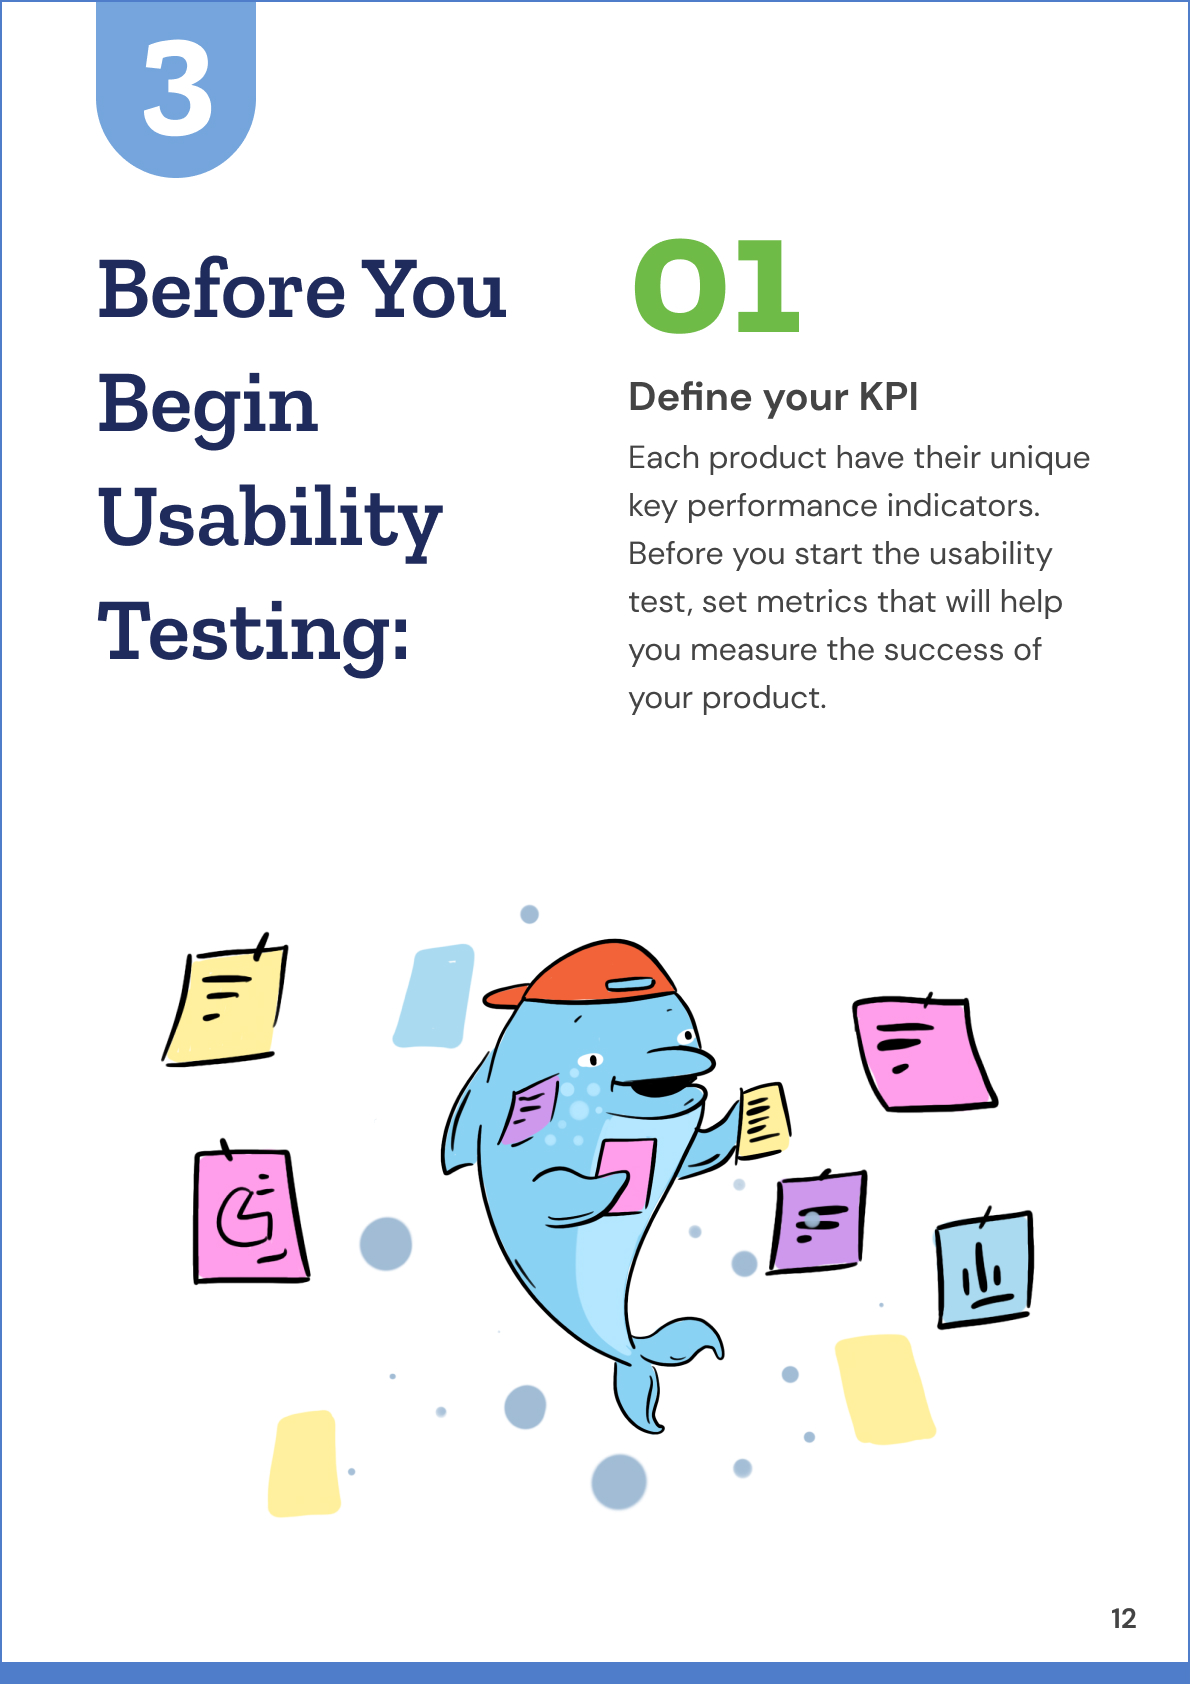 3
Before You
Begin
Usability
Testing:
01
Define your KPI
Each product have their unique
key performance indicators.
Before you start the usability
test, set metrics that will help
you measure the success of
your product.
12